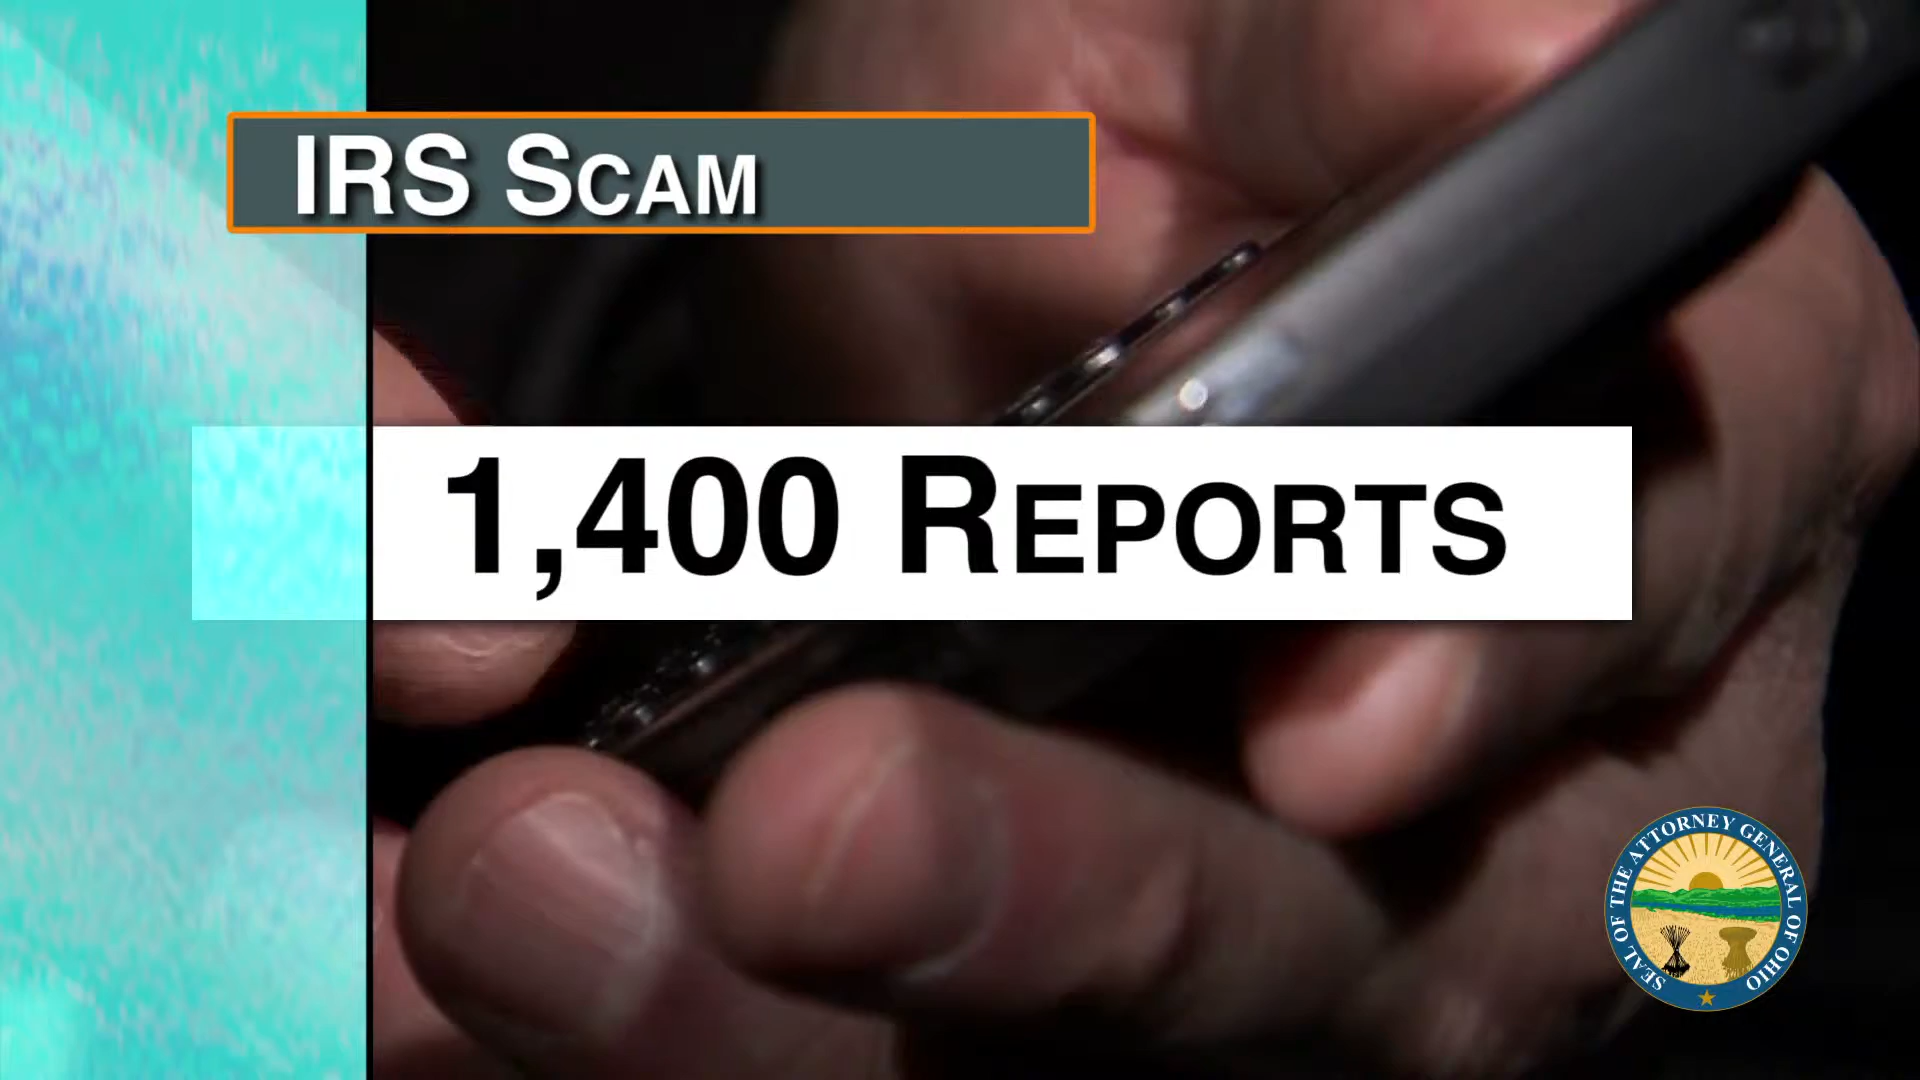 IRS SCAM
1,400 REPORTS
SEAL OF THE ATTORNEY GENERAL OF OHIO